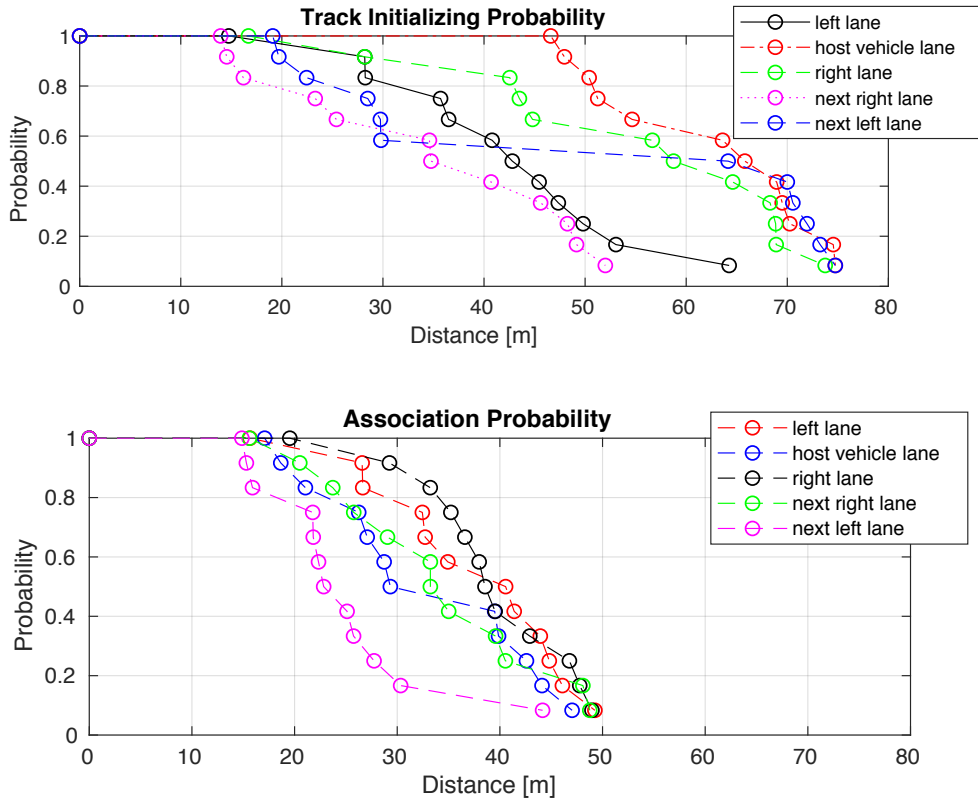 Track Initializing Probability
left lane
host vehicle lane
right lane
next right lane
next left lane
1
0.8
0.6
0.4
0.2
0
Probability
0 10 20 30 40 50 60 70 80
Distance [m]
Association Probability
left lane
host vehicle lane
right lane
next right lane
next left lane
1
0.8
0.6
0.4
0.2
0
Probability
0 10 20 30 40 50 60 70 80
Distance [m]